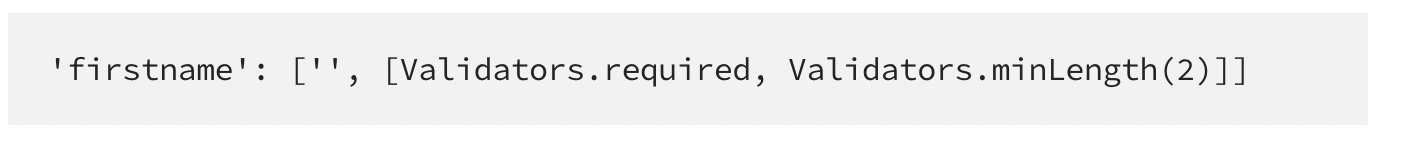 'firstname': ['', [Validators.required, Validators.minLength(2)]]